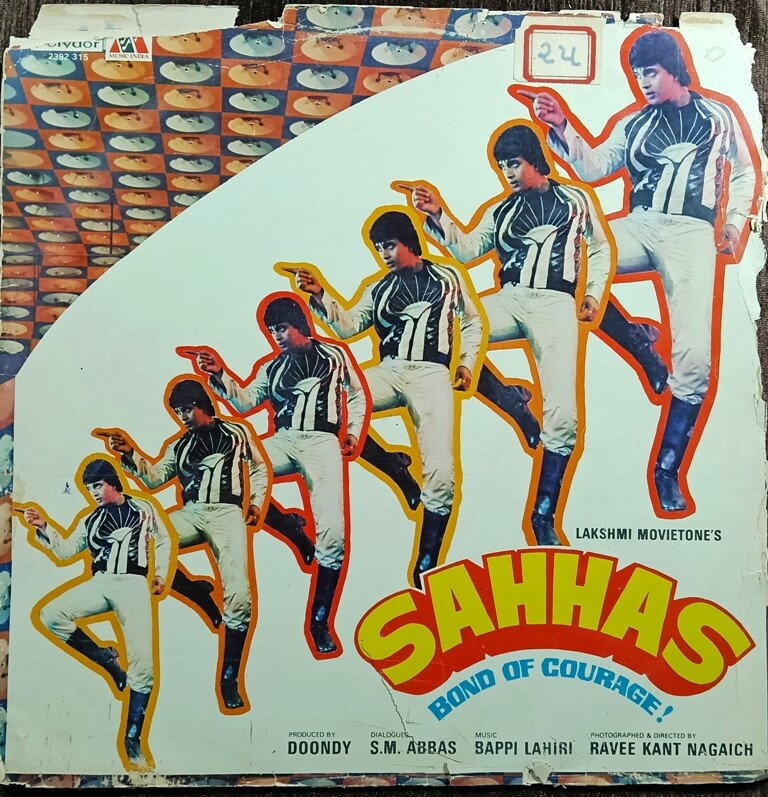 Polydor
MUSIC INDIA
2392 315
24
LAKSHMI MOVIETONE'S
SAHHAS
BOND OF COURAGE!
PRODUCED BY DOONDY
DIALOGUES S.M. ABBAS
MUSIC BAPPI LAHIRI
PHOTOGRAPHED & DIRECTED BY RAVEE KANT NAGAICH